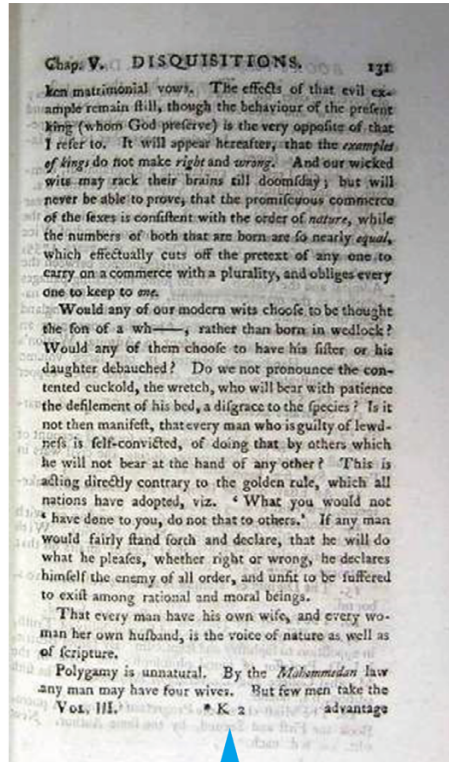 Chap. V. DISQUISITIONS. 131
ken matrimonial vows. The effects of that evil ex-
ample remain ſtill, though the behaviour of the preſent
king (whom God preſerve) is the very oppoſite of that
I refer to. It will appear hereafter, that the examples
of kings do not make right and wrong. And our wicked
wits may rack their brains till doomſday; but will
never be able to prove, that the promiſcuous commerce
of the ſexes is conſiſtent with the order of nature, while
the numbers of both that are born are ſo nearly equal,
which effectually cuts off the pretext of any one to
carry on a commerce with a plurality, and obliges every
one to keep to one.
Would any of our modern wits chooſe to be thought
the ſon of a wh——, rather than born in wedlock?
Would any of them chooſe to have his ſiſter or his
daughter debauched? Do we not pronounce the con-
tented cuckold, the wretch, who will bear with patience
the defilement of his bed, a diſgrace to the ſpecies? Is it
not then manifeſt, that every man who is guilty of lewd-
neſs is ſelf-convicted, of doing that by others which
he will not bear at the hand of any other? This is
acting directly contrary to the golden rule, which all
nations have adopted, viz. ‘ What you would not
‘ have done to you, do not that to others.’ If any man
would fairly ſtand forth and declare, that he will do
what he pleaſes, whether right or wrong, he declares
himſelf the enemy of all order, and unfit to be ſuffered
to exiſt among rational and moral beings.
That every man have his own wife, and every wo-
man her own huſband, is the voice of nature as well as
of ſcripture.
Polygamy is unnatural. By the Mahommedan law
any man may have four wives. But few men take the
Vol. III. * K 2 advantage